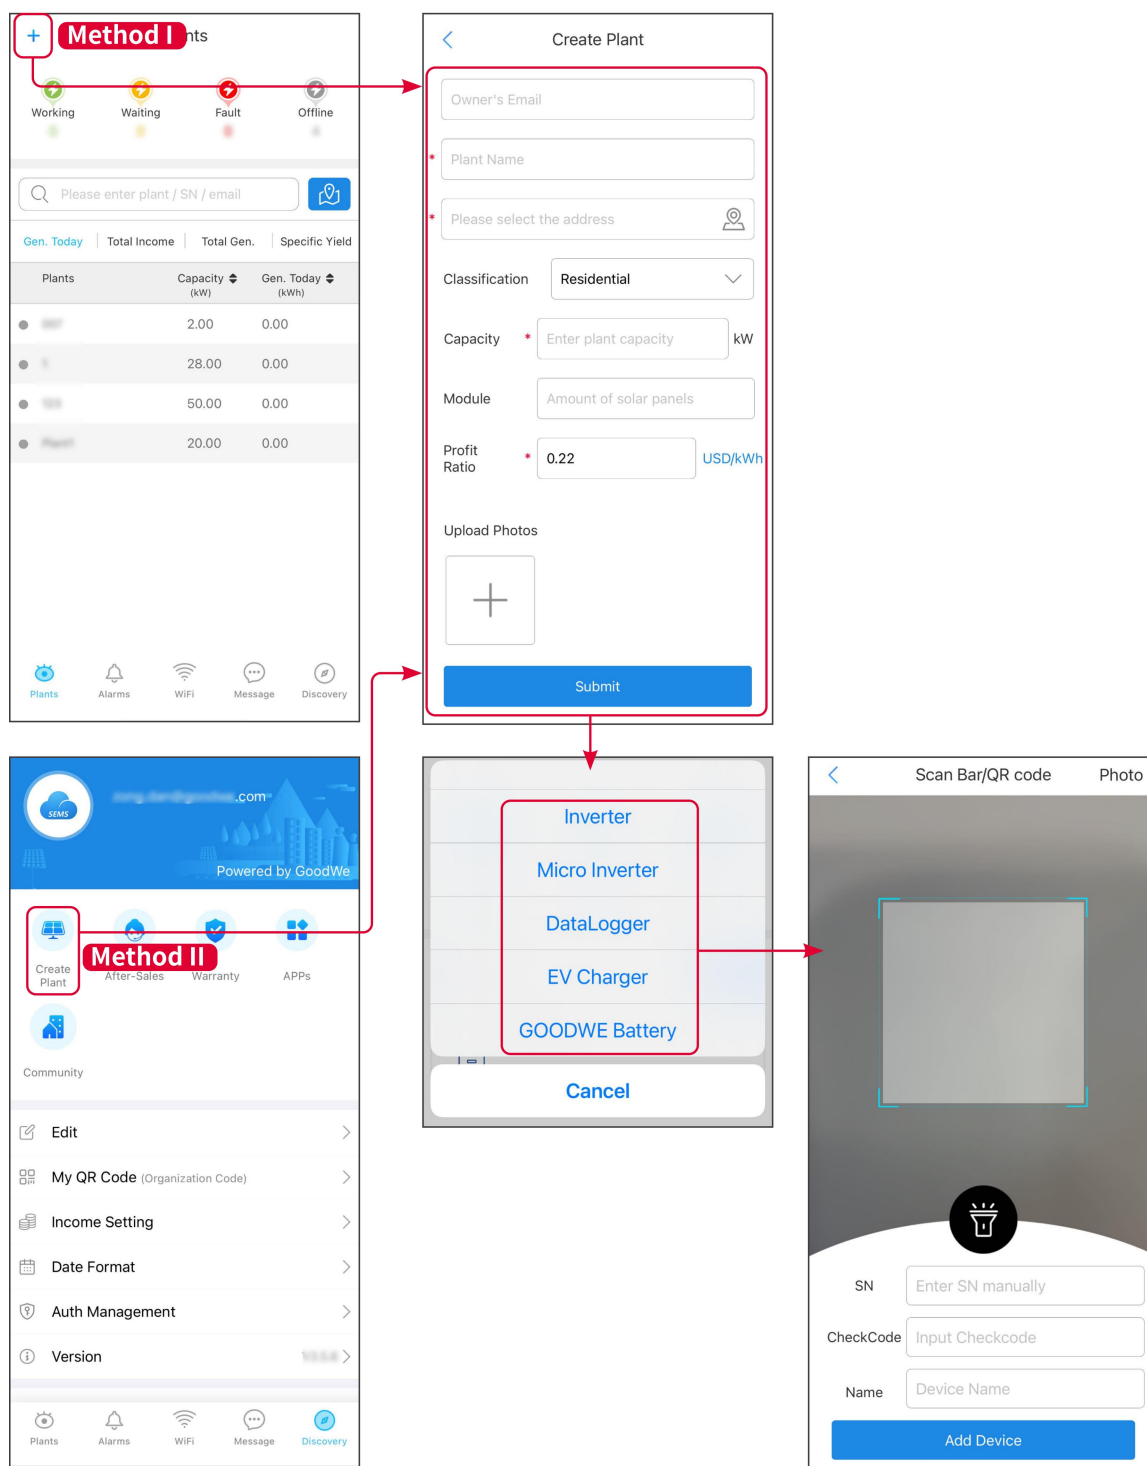 +
Method I
nts
Working
Waiting
Fault
Offline
Please enter plant / SN / email
Gen. Today
Total Income
Total Gen.
Specific Yield
Plants
Capacity
(kW)
Gen. Today
(kWh)
2.00
0.00
28.00
0.00
50.00
0.00
20.00
0.00
Plants
Alarms
WiFi
Message
Discovery
Create Plant
Owner's Email
* Plant Name
* Please select the address
Classification
Residential
Capacity * Enter plant capacity kW
Module
Amount of solar panels
Profit
Ratio
* 0.22 USD/kWh
Upload Photos
Submit
SEMS
.com
Powered by GoodWe
Create
Plant
Method II
After-Sales
Warranty
APPs
Community
Edit
My QR Code (Organization Code)
Income Setting
Date Format
Auth Management
Version
Plants
Alarms
WiFi
Message
Discovery
Inverter
Micro Inverter
DataLogger
EV Charger
GOODWE Battery
Cancel
Scan Bar/QR code
Photo
SN
Enter SN manually
CheckCode
Input Checkcode
Name
Device Name
Add Device